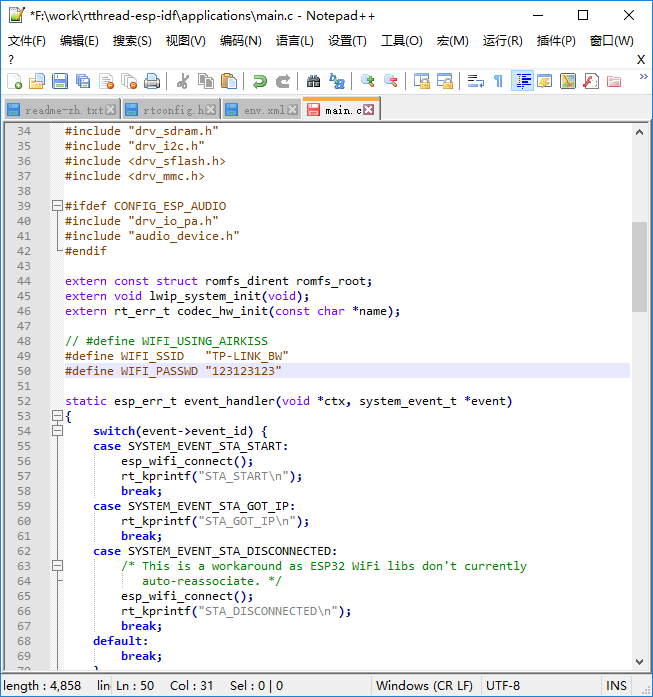 *F:\work\rtthread-esp-idf\applications\main.c - Notepad++
文件(F) 编辑(E) 搜索(S) 视图(V) 编码(N) 语言(L) 设置(T) 工具(O) 宏(M) 运行(R) 插件(P) 窗口(W)
? X
readme-zh.txt rtconfig.h env.xml main.c
34 #include "drv_sdram.h"
35 #include "drv_i2c.h"
36 #include <drv_sflash.h>
37 #include <drv_mmc.h>
38
39 #ifdef CONFIG_ESP_AUDIO
40 #include "drv_io_pa.h"
41 #include "audio_device.h"
42 #endif
43
44 extern const struct romfs_dirent romfs_root;
45 extern void lwip_system_init(void);
46 extern rt_err_t codec_hw_init(const char *name);
47
48 // #define WIFI_USING_AIRKISS
49 #define WIFI_SSID   "TP-LINK_BW"
50 #define WIFI_PASSWD "123123123"
51
52 static esp_err_t event_handler(void *ctx, system_event_t *event)
53 {
54     switch(event->event_id) {
55     case SYSTEM_EVENT_STA_START:
56         esp_wifi_connect();
57         rt_kprintf("STA_START\n");
58         break;
59     case SYSTEM_EVENT_STA_GOT_IP:
60         rt_kprintf("STA_GOT_IP\n");
61         break;
62     case SYSTEM_EVENT_STA_DISCONNECTED:
63         /* This is a workaround as ESP32 WiFi libs don't currently
64            auto-reassociate. */
65         esp_wifi_connect();
66         rt_kprintf("STA_DISCONNECTED\n");
67         break;
68     default:
69         break;
length : 4,858 lin Ln : 50 Col : 31 Sel : 0 | 0 Windows (CR LF) UTF-8 INS